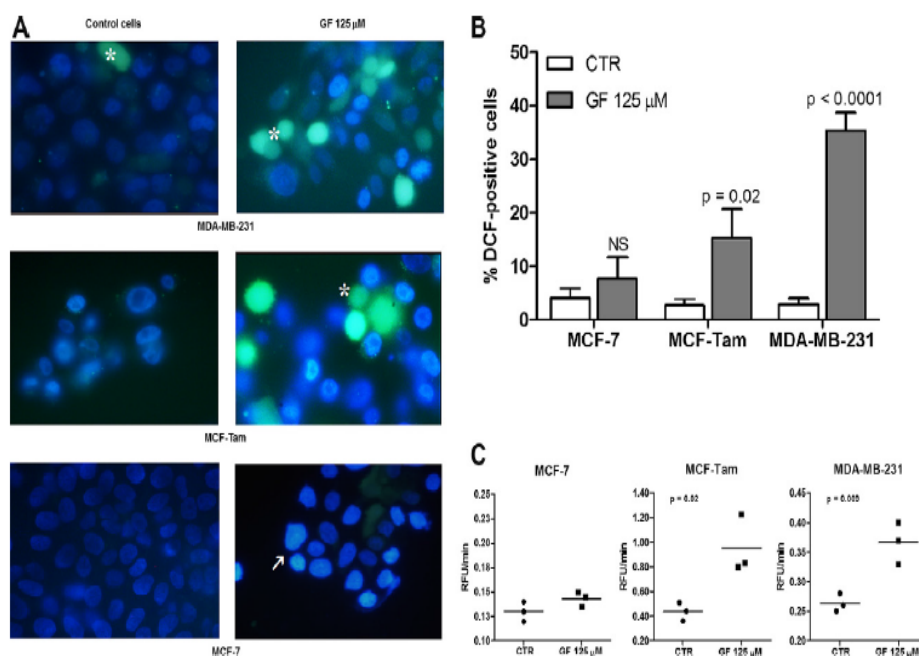 A
Control cells
GF 125 μM
*
*
MDA-MB-231
*
MCF-Tam
MCF-7
B
CTR
GF 125 μM
% DCF-positive cells
50
40
30
20
10
0
NS
p = 0.02
p < 0.0001
MCF-7
MCF-Tam
MDA-MB-231
C
MCF-7
RFU/min
0.25
0.23
0.20
0.18
0.15
0.13
0.10
CTR
GF 125 μM
MCF-Tam
p = 0.02
RFU/min
1.40
1.20
1.00
0.80
0.60
0.40
0.20
CTR
GF 125 μM
MDA-MB-231
RFU/min
0.45
0.40
0.35
0.30
0.25
0.20
CTR
GF 125 μM